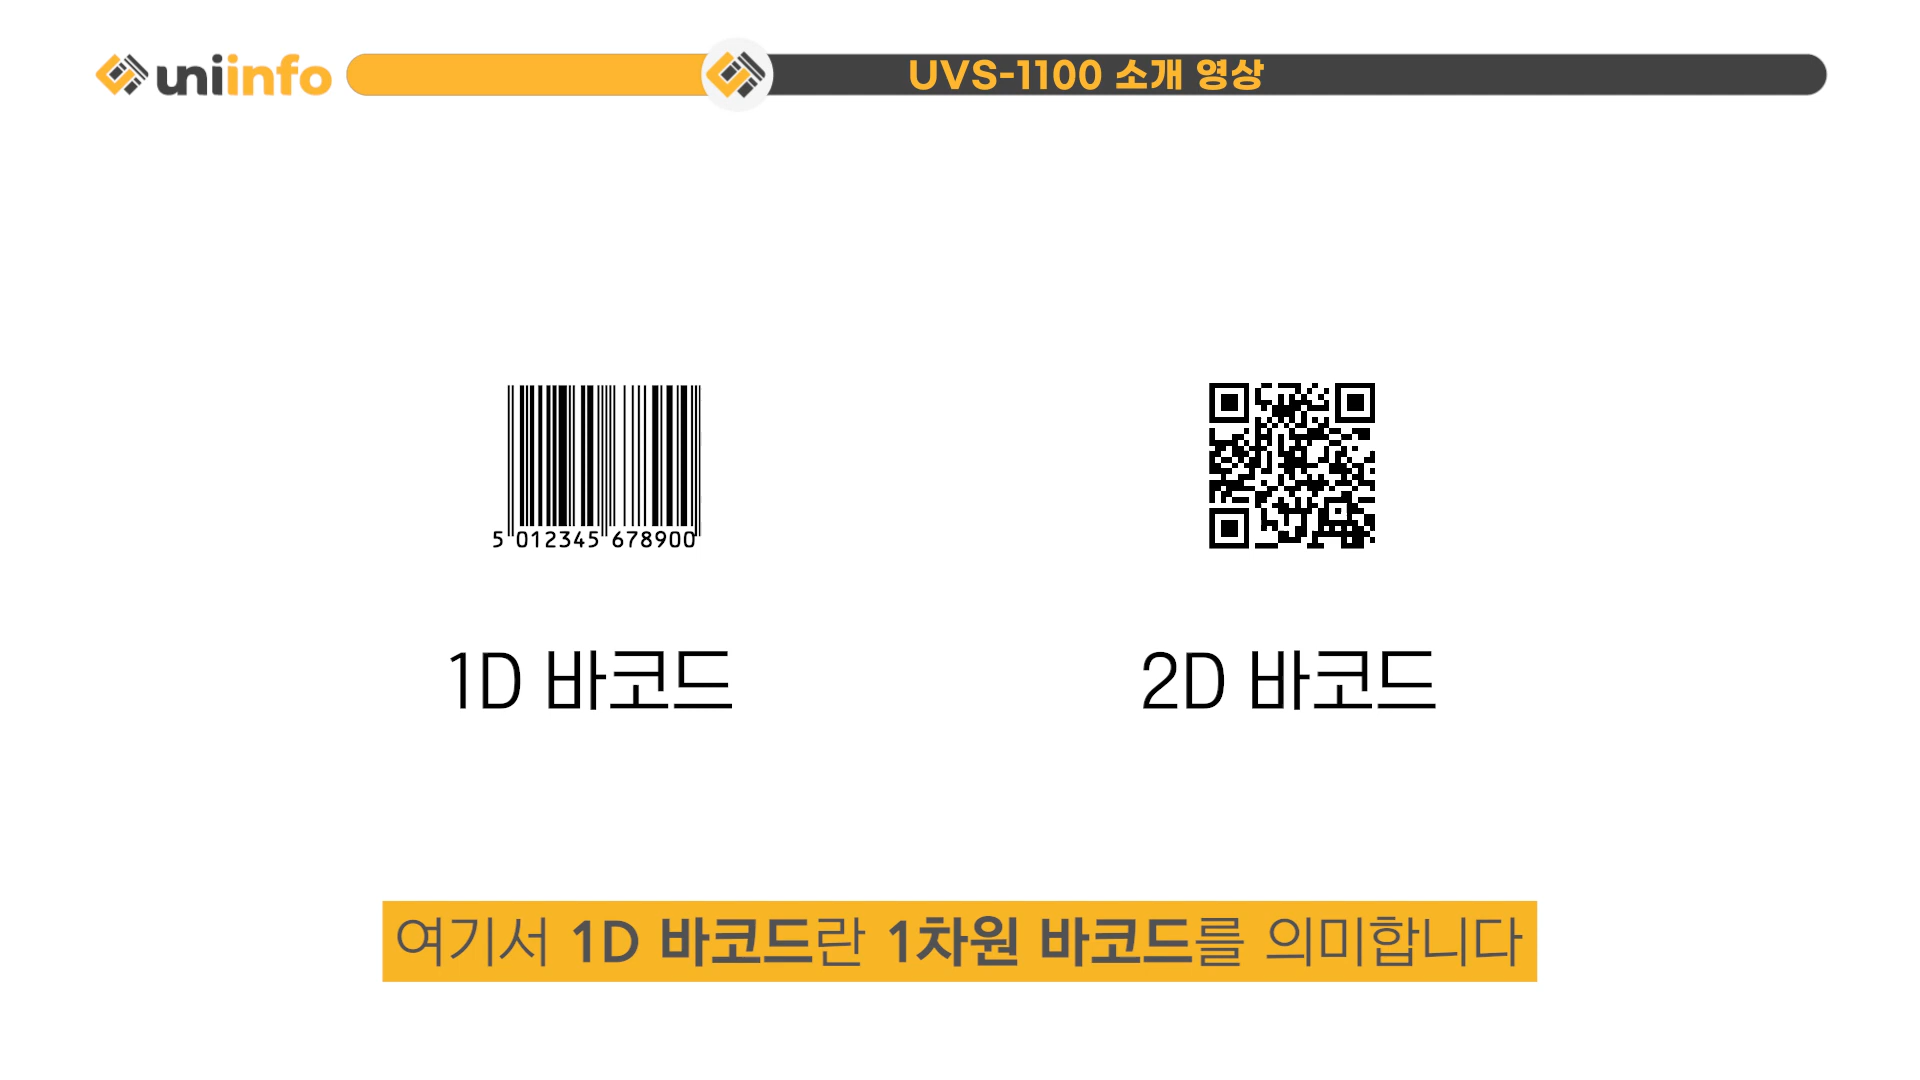 uniinfo
UVS-1100 소개 영상
5 012345 678900
1D 바코드
2D 바코드
여기서 1D 바코드란 1차원 바코드를 의미합니다